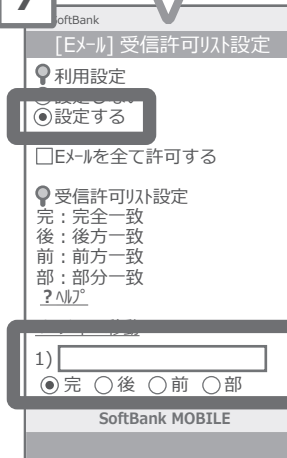 7
SoftBank
[Eメール] 受信許可リスト設定
利用設定
設定する
□Eメールを全て許可する
受信許可リスト設定
完：完全一致
後：後方一致
前：前方一致
部：部分一致
?ヘルプ
1)
完 後 前 部
SoftBank MOBILE